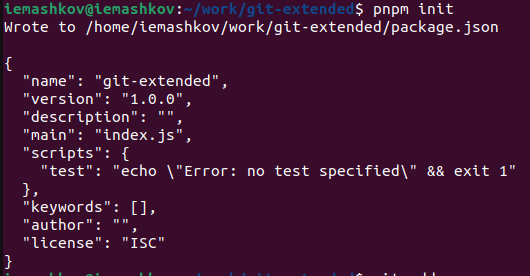 iemashkov@iemashkov:~/work/git-extended$ pnpm init
Wrote to /home/iemashkov/work/git-extended/package.json

{
  "name": "git-extended",
  "version": "1.0.0",
  "description": "",
  "main": "index.js",
  "scripts": {
    "test": "echo \"Error: no test specified\" && exit 1"
  },
  "keywords": [],
  "author": "",
  "license": "ISC"
}